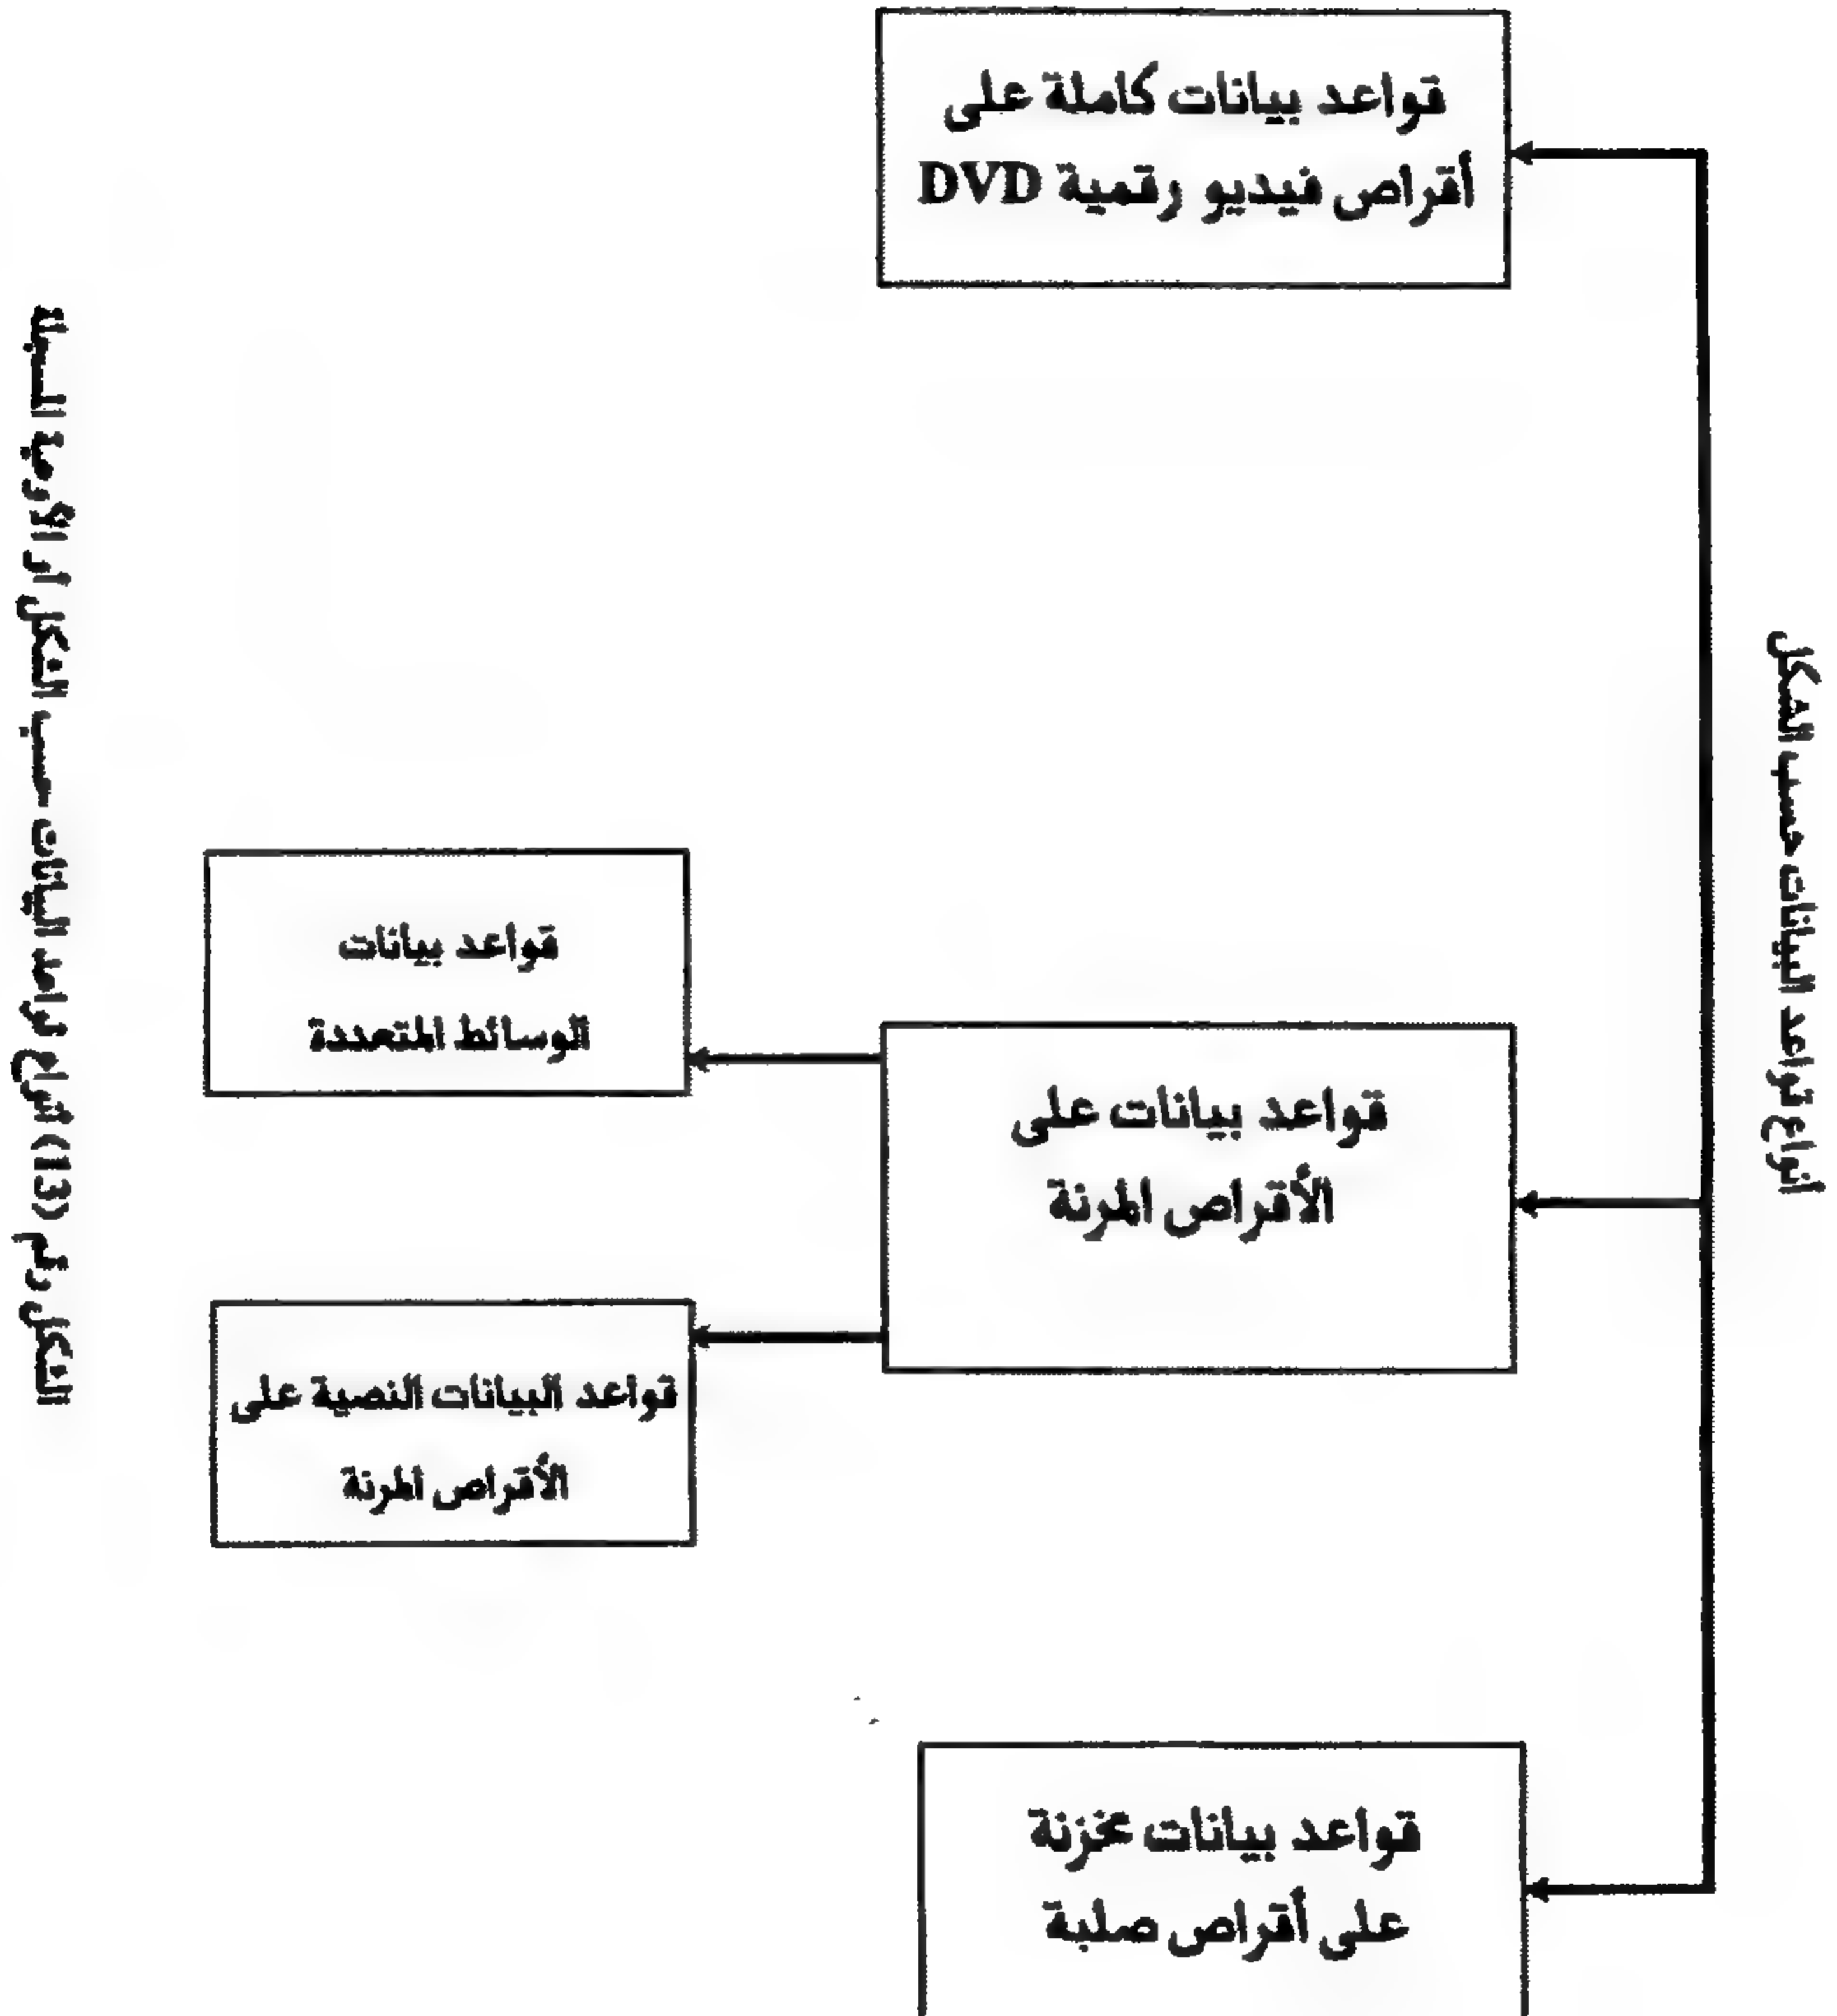 أنواع قواعد البيانات حسب الشكل
قواعد بيانات كاملة على
أقراص فيديو رقمية DVD
قواعد بيانات على
الأقراص المرنة
قواعد بيانات
الوسائط المتعددة
قواعد البيانات النصية على
الأقراص المرنة
قواعد بيانات مخزنة
على أقراص صلبة
الشكل رقم (13) أنواع قواعد البيانات حسب الشكل أو الأوعية